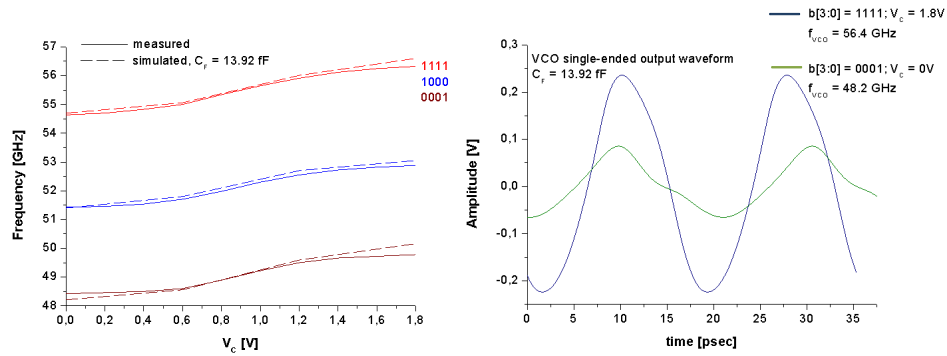 57
56
55
54
53
52
51
50
49
48
Frequency [GHz]
measured
simulated, C_F = 13.92 fF
1111
1000
0001
0,0 0,2 0,4 0,6 0,8 1,0 1,2 1,4 1,6 1,8
V_C [V]
b[3:0] = 1111; V_C = 1.8V
f_VCO = 56.4 GHz
b[3:0] = 0001; V_C = 0V
f_VCO = 48.2 GHz
VCO single-ended output waveform
C_F = 13.92 fF
0,3
0,2
0,1
0,0
-0,1
-0,2
Amplitude [V]
0 5 10 15 20 25 30 35
time [psec]